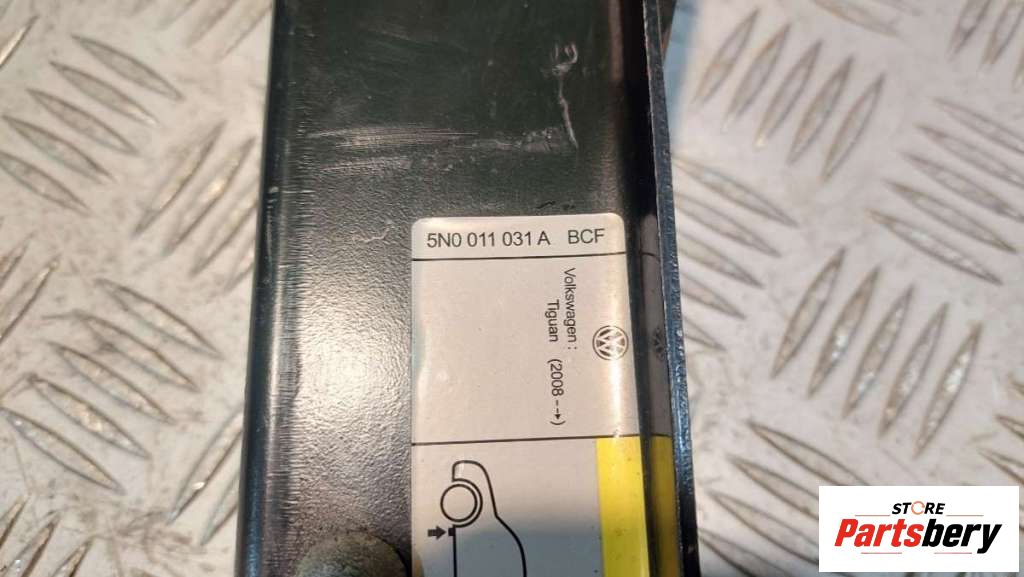 5N0 011 031 A BCF
Volkswagen :
Tiguan (2008 --➔)
STORE
Partsbery